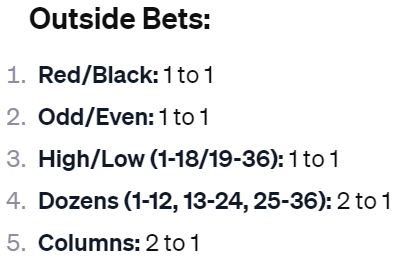 Outside Bets:
1. Red/Black: 1 to 1
2. Odd/Even: 1 to 1
3. High/Low (1-18/19-36): 1 to 1
4. Dozens (1-12, 13-24, 25-36): 2 to 1
5. Columns: 2 to 1